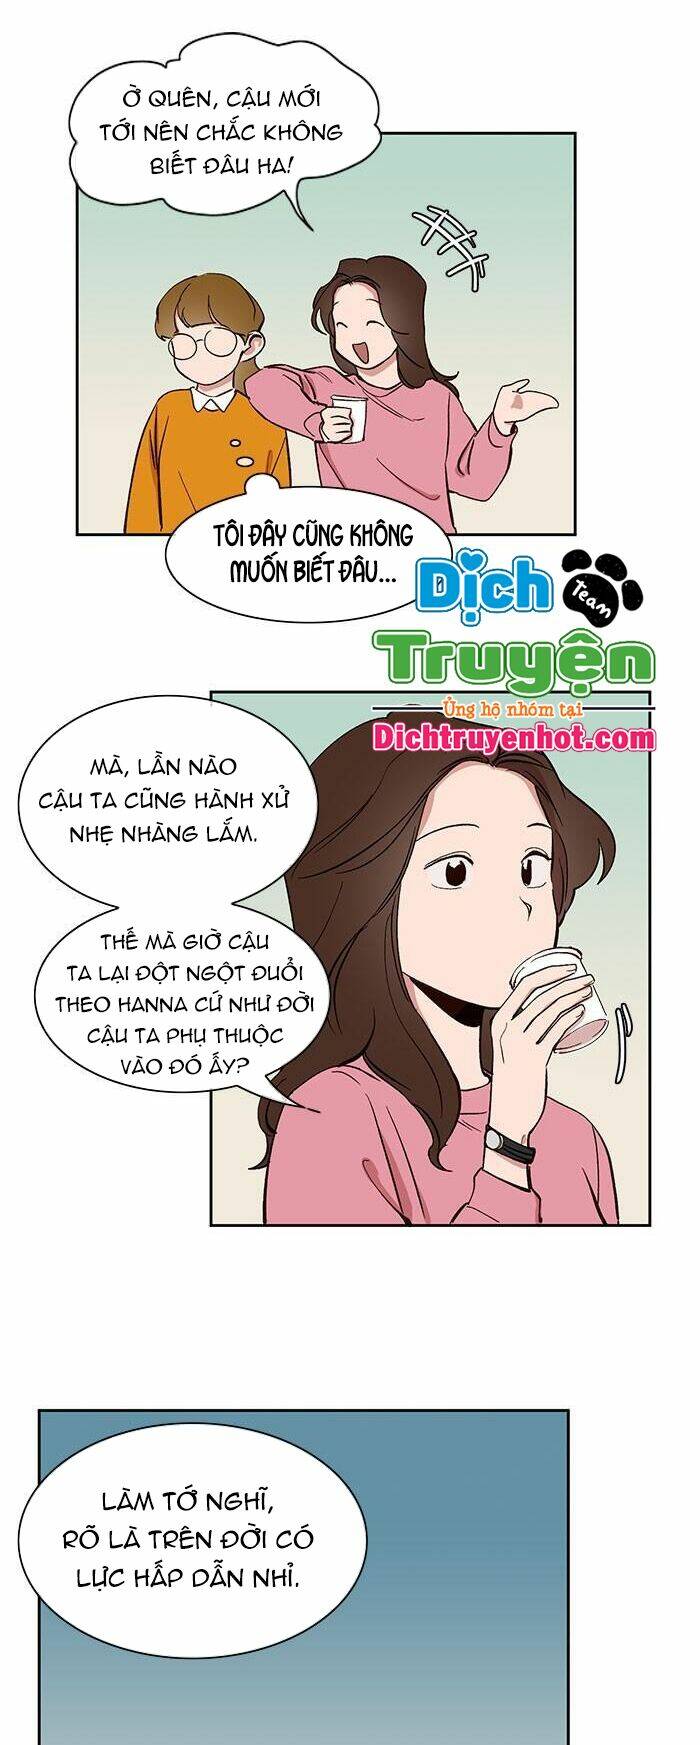 Ờ QUÊN, CẬU MỚI
TỚI NÊN CHẮC KHÔNG
BIẾT ĐÂU HA!
TÔI ĐÂY CŨNG KHÔNG
MUỐN BIẾT ĐÂU...
Dịch
team
Truyện
Ủng hộ nhóm tại
Dichtruyenhot.com
MÀ, LẦN NÀO
CẬU TA CŨNG HÀNH XỬ
NHẸ NHÀNG LẮM.
THẾ MÀ GIỜ CẬU
TA LẠI ĐỘT NGỘT ĐUỔI
THEO HANNA CỨ NHƯ ĐỜI
CẬU TA PHỤ THUỘC
VÀO ĐÓ ẤY?
LÀM TỚ NGHĨ,
RÕ LÀ TRÊN ĐỜI CÓ
LỰC HẤP DẪN NHỈ.